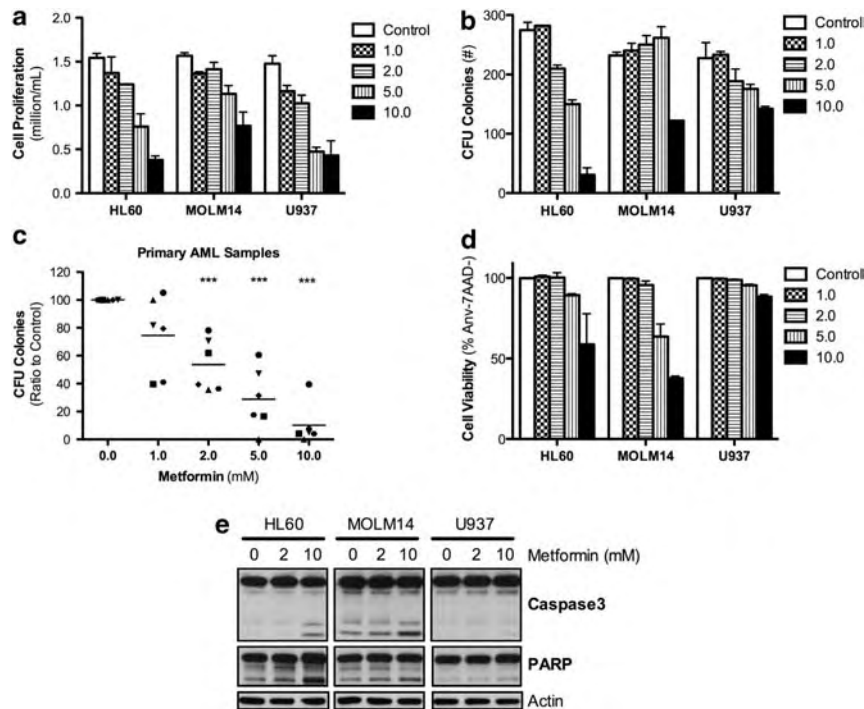 a
Cell Proliferation
(million/mL)
2.0
1.5
1.0
0.5
0.0
HL60 MOLM14 U937
Control
1.0
2.0
5.0
10.0
b
CFU Colonies (#)
300
200
100
0
HL60 MOLM14 U937
Control
1.0
2.0
5.0
10.0
c
Primary AML Samples
CFU Colonies
(Ratio to Control)
120
100
80
60
40
20
0
*** *** ***
0.0 1.0 2.0 5.0 10.0
Metformin (mM)
d
Cell Viability (% Anv-7AAD-)
100
50
0
HL60 MOLM14 U937
Control
1.0
2.0
5.0
10.0
e
HL60 MOLM14 U937
0 2 10 0 2 10 0 2 10 Metformin (mM)
Caspase3
PARP
Actin